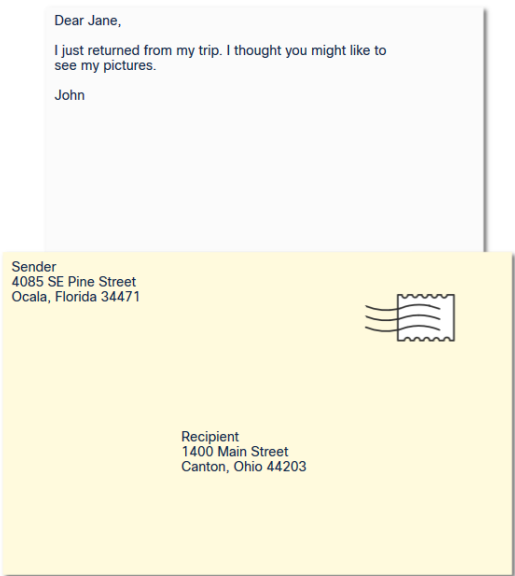 Dear Jane,
I just returned from my trip. I thought you might like to
see my pictures.
John
Sender
4085 SE Pine Street
Ocala, Florida 34471
Recipient
1400 Main Street
Canton, Ohio 44203